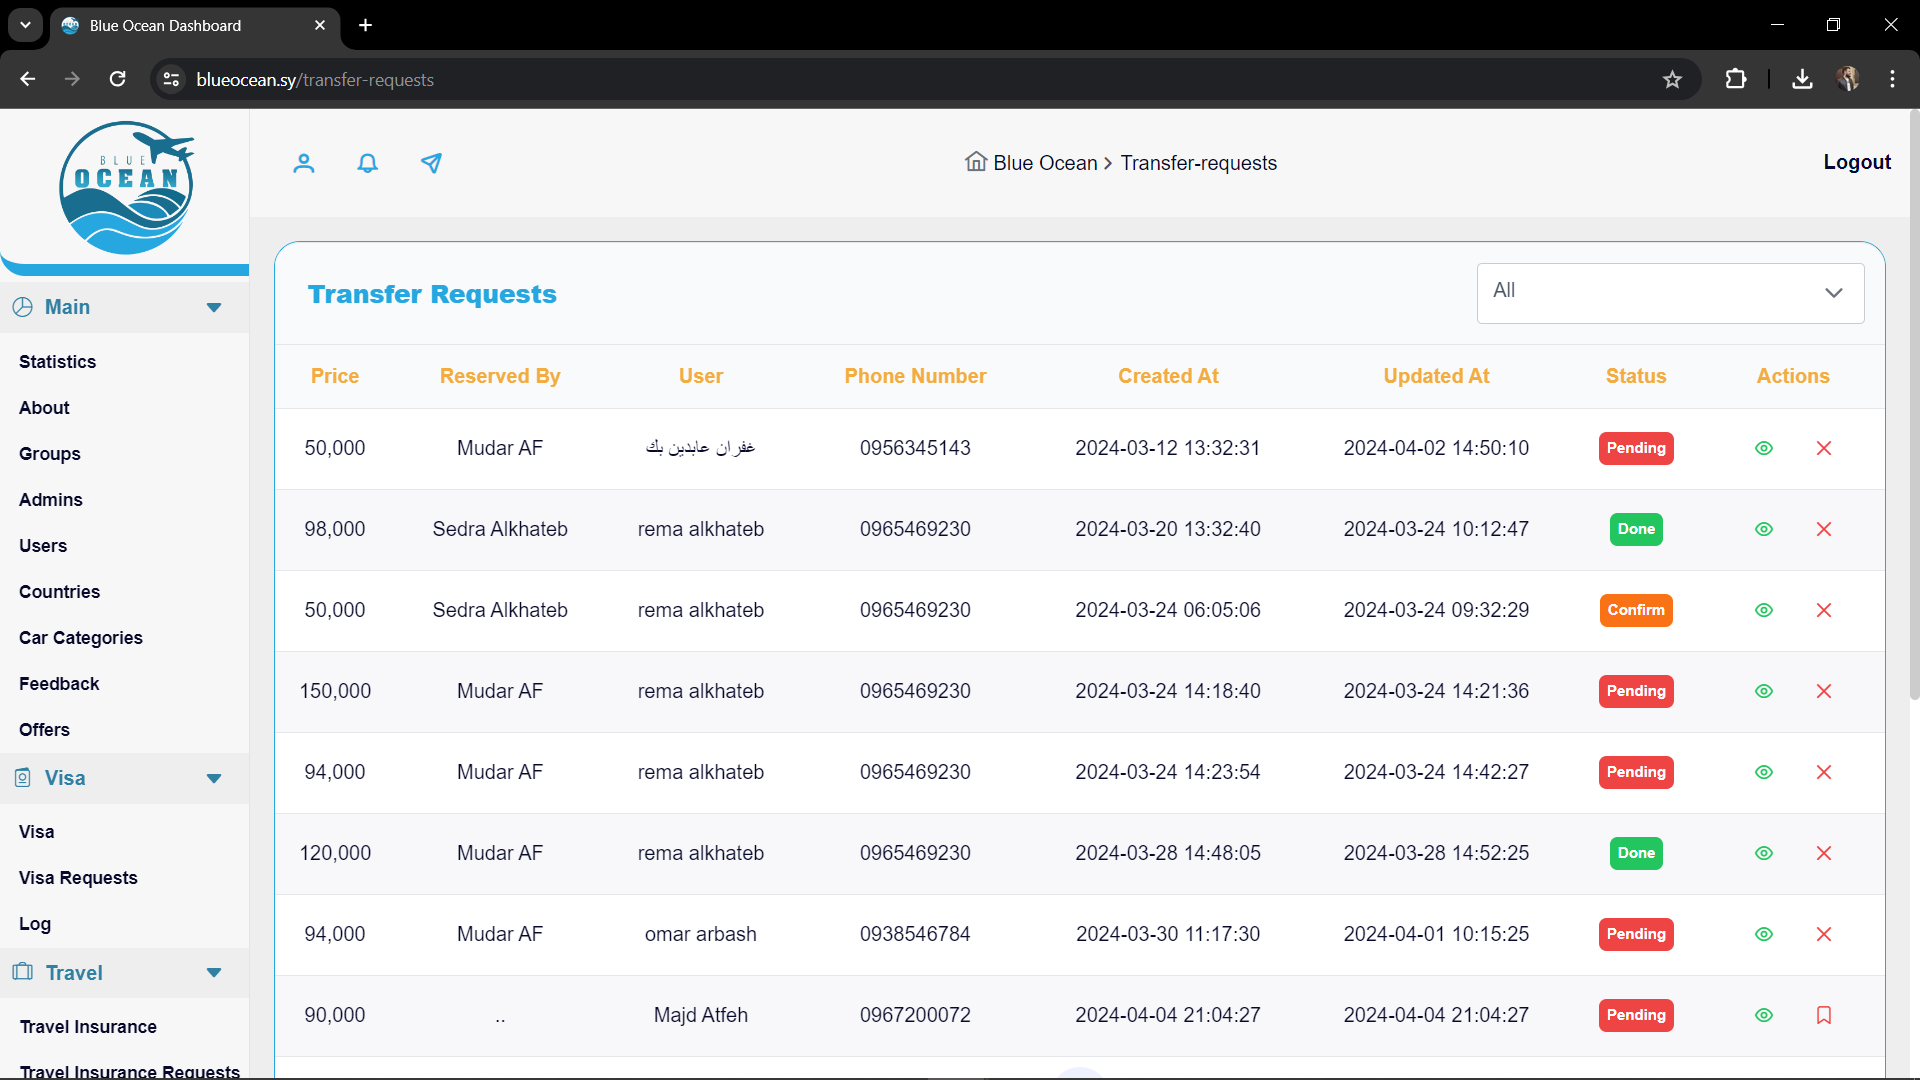 Blue Ocean Dashboard
blueocean.sy/transfer-requests
BLUE
OCEAN
Blue Ocean > Transfer-requests
Logout
Main
Statistics
About
Groups
Admins
Users
Countries
Car Categories
Feedback
Offers
Visa
Visa
Visa Requests
Log
Travel
Travel Insurance
Travel Insurance Requests
Transfer Requests
All
Price Reserved By User Phone Number Created At Updated At Status Actions
50,000 Mudar AF غفران عابدين بك 0956345143 2024-03-12 13:32:31 2024-04-02 14:50:10 Pending
98,000 Sedra Alkhateb rema alkhateb 0965469230 2024-03-20 13:32:40 2024-03-24 10:12:47 Done
50,000 Sedra Alkhateb rema alkhateb 0965469230 2024-03-24 06:05:06 2024-03-24 09:32:29 Confirm
150,000 Mudar AF rema alkhateb 0965469230 2024-03-24 14:18:40 2024-03-24 14:21:36 Pending
94,000 Mudar AF rema alkhateb 0965469230 2024-03-24 14:23:54 2024-03-24 14:42:27 Pending
120,000 Mudar AF rema alkhateb 0965469230 2024-03-28 14:48:05 2024-03-28 14:52:25 Done
94,000 Mudar AF omar arbash 0938546784 2024-03-30 11:17:30 2024-04-01 10:15:25 Pending
90,000 .. Majd Atfeh 0967200072 2024-04-04 21:04:27 2024-04-04 21:04:27 Pending